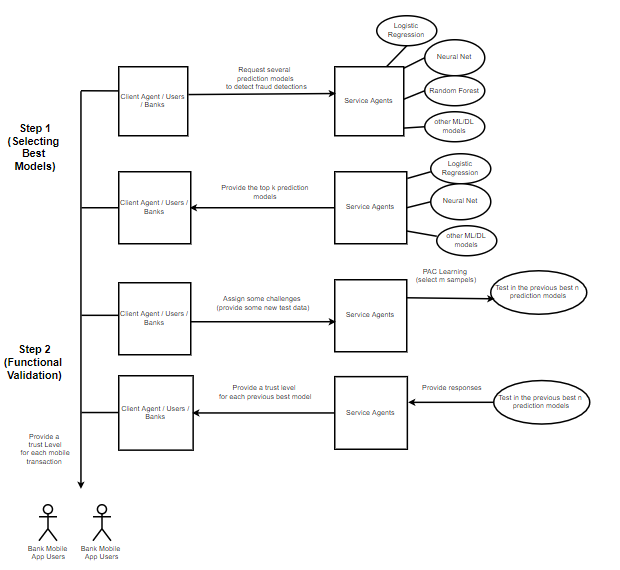 Logistic
Regression
Neural Net
Random Forest
other ML/DL
models
Request several
prediction models
to detect fraud detections
Client Agent / Users
/ Banks
Service Agents
Step 1
(Selecting
Best
Models)
Logistic
Regression
Neural Net
other ML/DL
models
Provide the top k prediction
models
Client Agent / Users /
Banks
Service Agents
PAC Learning
(select m sampels)
Test in the previous best n
prediction models
Assign some challenges
(provide some new test data)
Client Agent / Users /
Banks
Service Agents
Step 2
(Functional
Validation)
Provide a trust level
for each previous best model
Provide responses
Client Agent / Users /
Banks
Service Agents
Test in the previous best n
prediction models
Provide a
trust Level
for each mobile
transaction
Bank Mobile
App Users
Bank Mobile
App Users